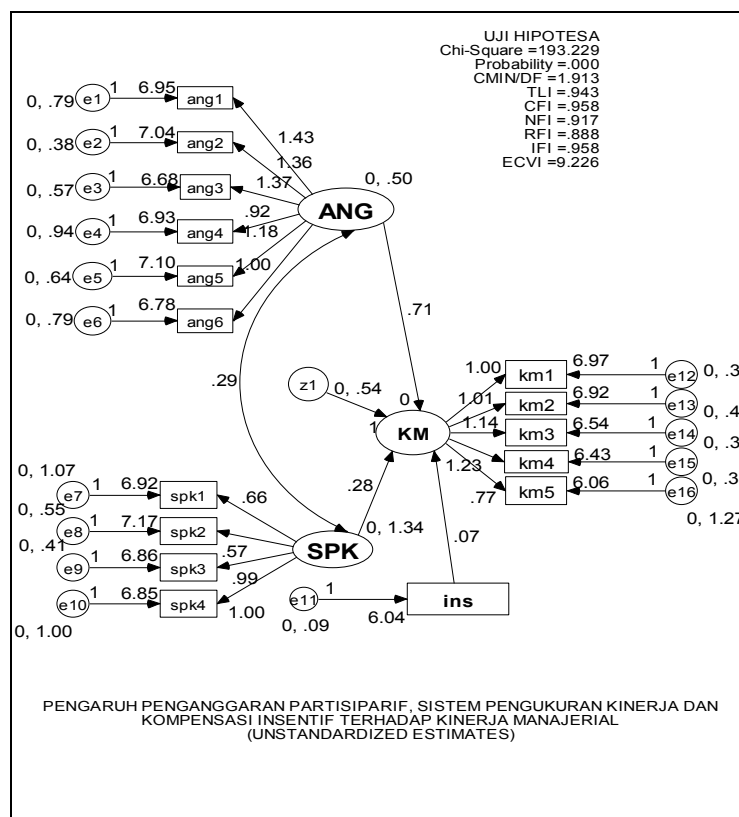 UJI HIPOTESA
Chi-Square =193.229
Probability =.000
CMIN/DF =1.913
TLI =.943
CFI =.958
NFI =.917
RFI =.888
IFI =.958
ECVI =9.226
0, .79 e1 1 6.95 ang1
0, .38 e2 1 7.04 ang2
0, .57 e3 1 6.68 ang3
0, .94 e4 1 6.93 ang4
0, .64 e5 1 7.10 ang5
0, .79 e6 1 6.78 ang6
1.43
1.36
1.37
.92
1.18
1.00
0, .50
ANG
.71
.29
z1
0, .54
0
1
KM
1.00
1.01
1.14
1.23
.77
km1 6.97 1 e12 0, .3
km2 6.92 1 e13 0, .4
km3 6.54 1 e14 0, .3
km4 6.43 1 e15 0, .3
km5 6.06 1 e16
0, 1.27
0, 1.07
e7 1 6.92 spk1
0, .55
e8 1 7.17 spk2
0, .41
e9 1 6.86 spk3
e10 1 6.85 spk4
0, 1.00
.66
.57
.99
1.00
0, 1.34
SPK
.28
.07
e11 1
0, .09
6.04
ins
PENGARUH PENGANGGARAN PARTISIPARIF, SISTEM PENGUKURAN KINERJA DAN
KOMPENSASI INSENTIF TERHADAP KINERJA MANAJERIAL
(UNSTANDARDIZED ESTIMATES)